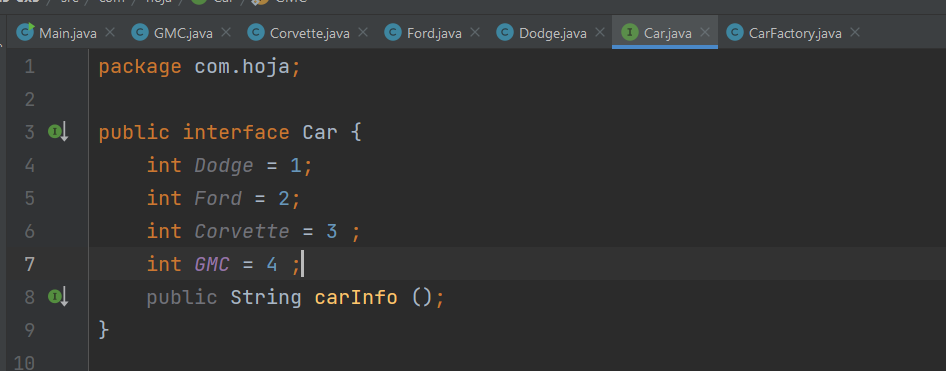 src com hoja Car GMC
Main.java GMC.java Corvette.java Ford.java Dodge.java Car.java CarFactory.java
1 package com.hoja;
2
3 public interface Car {
4 int Dodge = 1;
5 int Ford = 2;
6 int Corvette = 3 ;
7 int GMC = 4 ;
8 public String carInfo ();
9 }
10